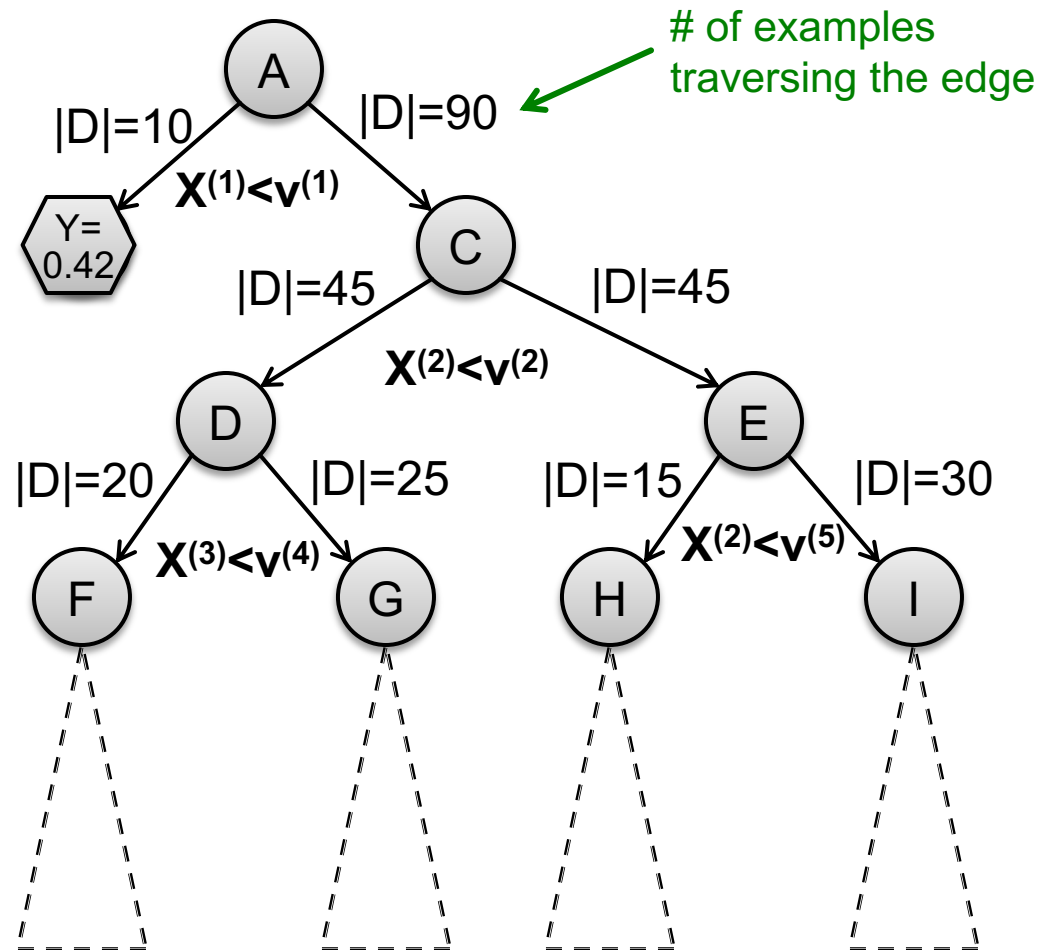 # of examples
traversing the edge
A
|D|=10
|D|=90
X(1)<v(1)
Y=
0.42
C
|D|=45
|D|=45
X(2)<v(2)
D
E
|D|=20
|D|=25
|D|=15
|D|=30
X(3)<v(4)
X(2)<v(5)
F
G
H
I